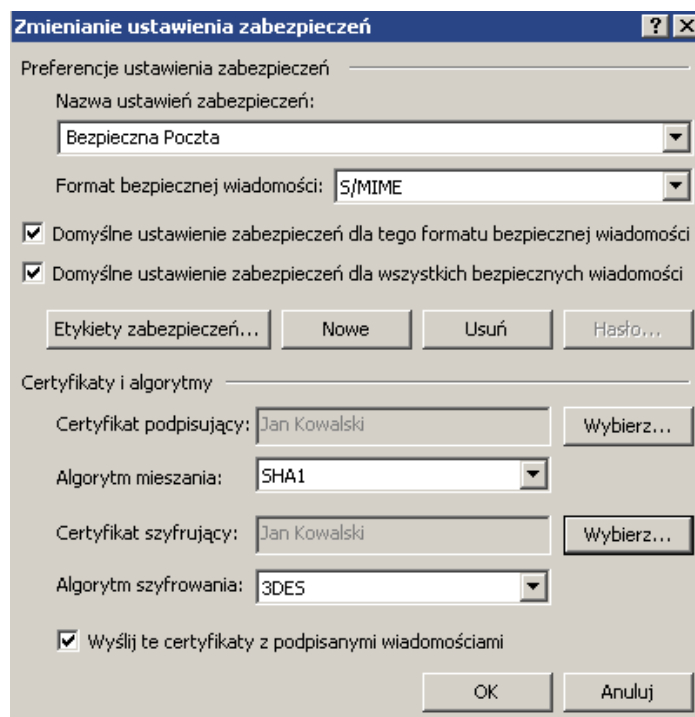 Zmienianie ustawienia zabezpieczeń
Preferencje ustawienia zabezpieczeń
Nazwa ustawień zabezpieczeń:
Bezpieczna Poczta
Format bezpiecznej wiadomości: S/MIME
Domyślne ustawienie zabezpieczeń dla tego formatu bezpiecznej wiadomości
Domyślne ustawienie zabezpieczeń dla wszystkich bezpiecznych wiadomości
Etykiety zabezpieczeń... Nowe Usuń Hasło...
Certyfikaty i algorytmy
Certyfikat podpisujący: Jan Kowalski Wybierz...
Algorytm mieszania: SHA1
Certyfikat szyfrujący: Jan Kowalski Wybierz...
Algorytm szyfrowania: 3DES
Wyślij te certyfikaty z podpisanymi wiadomościami
OK Anuluj